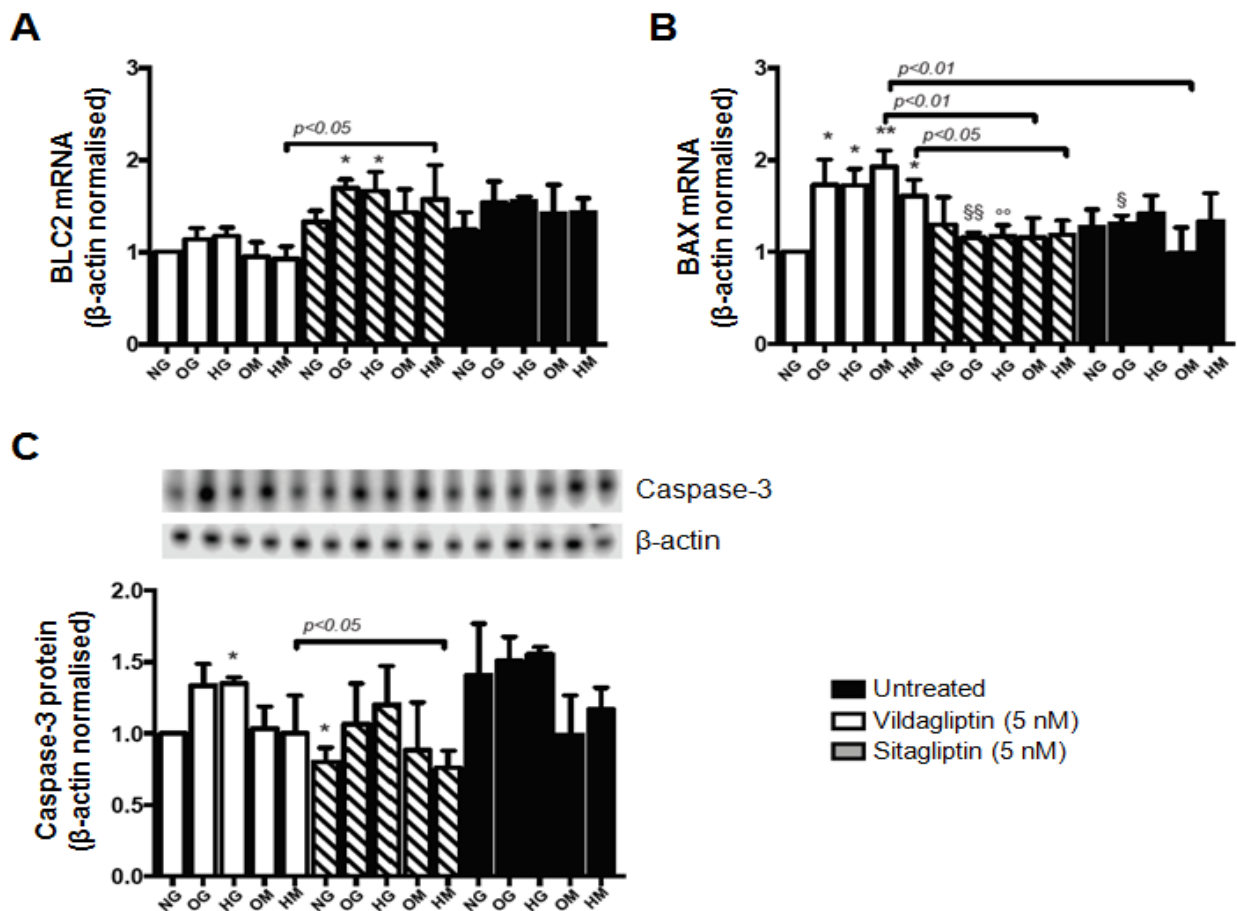 A
3
2
1
0
BLC2 mRNA
(β-actin normalised)
p<0.05
* *
NG OG HG OM HM NG OG HG OM HM NG OG HG OM HM
B
3
2
1
0
BAX mRNA
(β-actin normalised)
p<0.01
p<0.01
p<0.05
* * ** *
§§ °° §
NG OG HG OM HM NG OG HG OM HM NG OG HG OM HM
C
Caspase-3
β-actin
2.0
1.5
1.0
0.5
0.0
Caspase-3 protein
(β-actin normalised)
p<0.05
* *
NG OG HG OM HM NG OG HG OM HM NG OG HG OM HM
Untreated
Vildagliptin (5 nM)
Sitagliptin (5 nM)